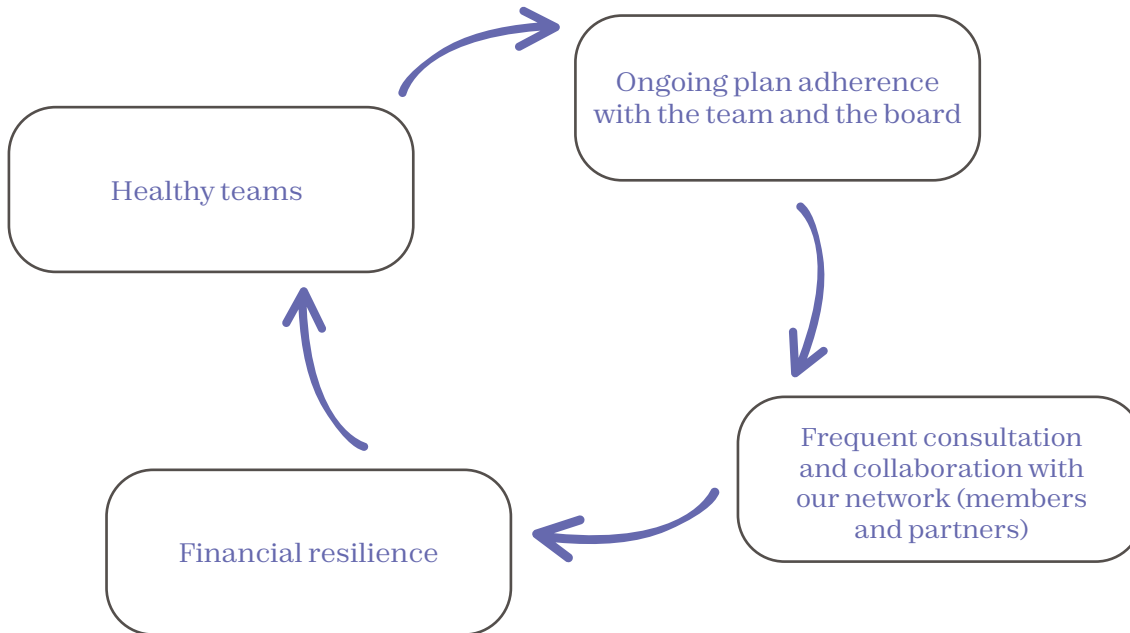 Ongoing plan adherence
with the team and the board
Healthy teams
Frequent consultation
and collaboration with
our network (members
and partners)
Financial resilience